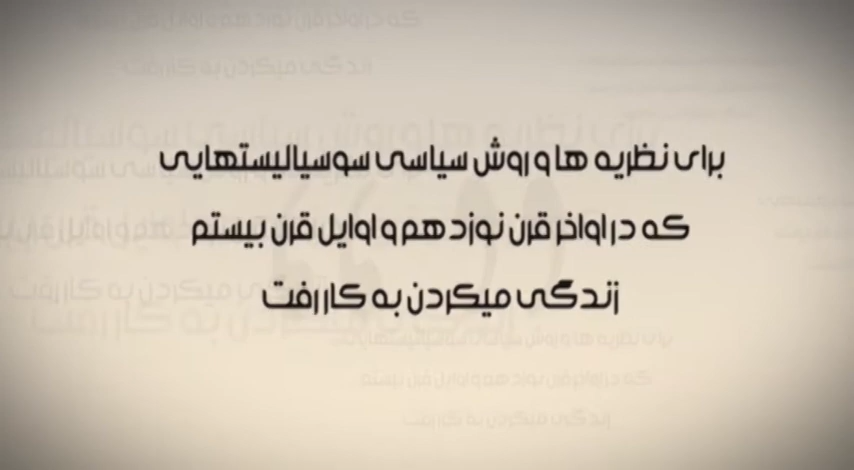 برای نظریه ها و روش سیاسی سوسیالیستهایی
که در اواخر قرن نوزدهم و اوایل قرن بیستم
زندگی میکردن به کار رفت